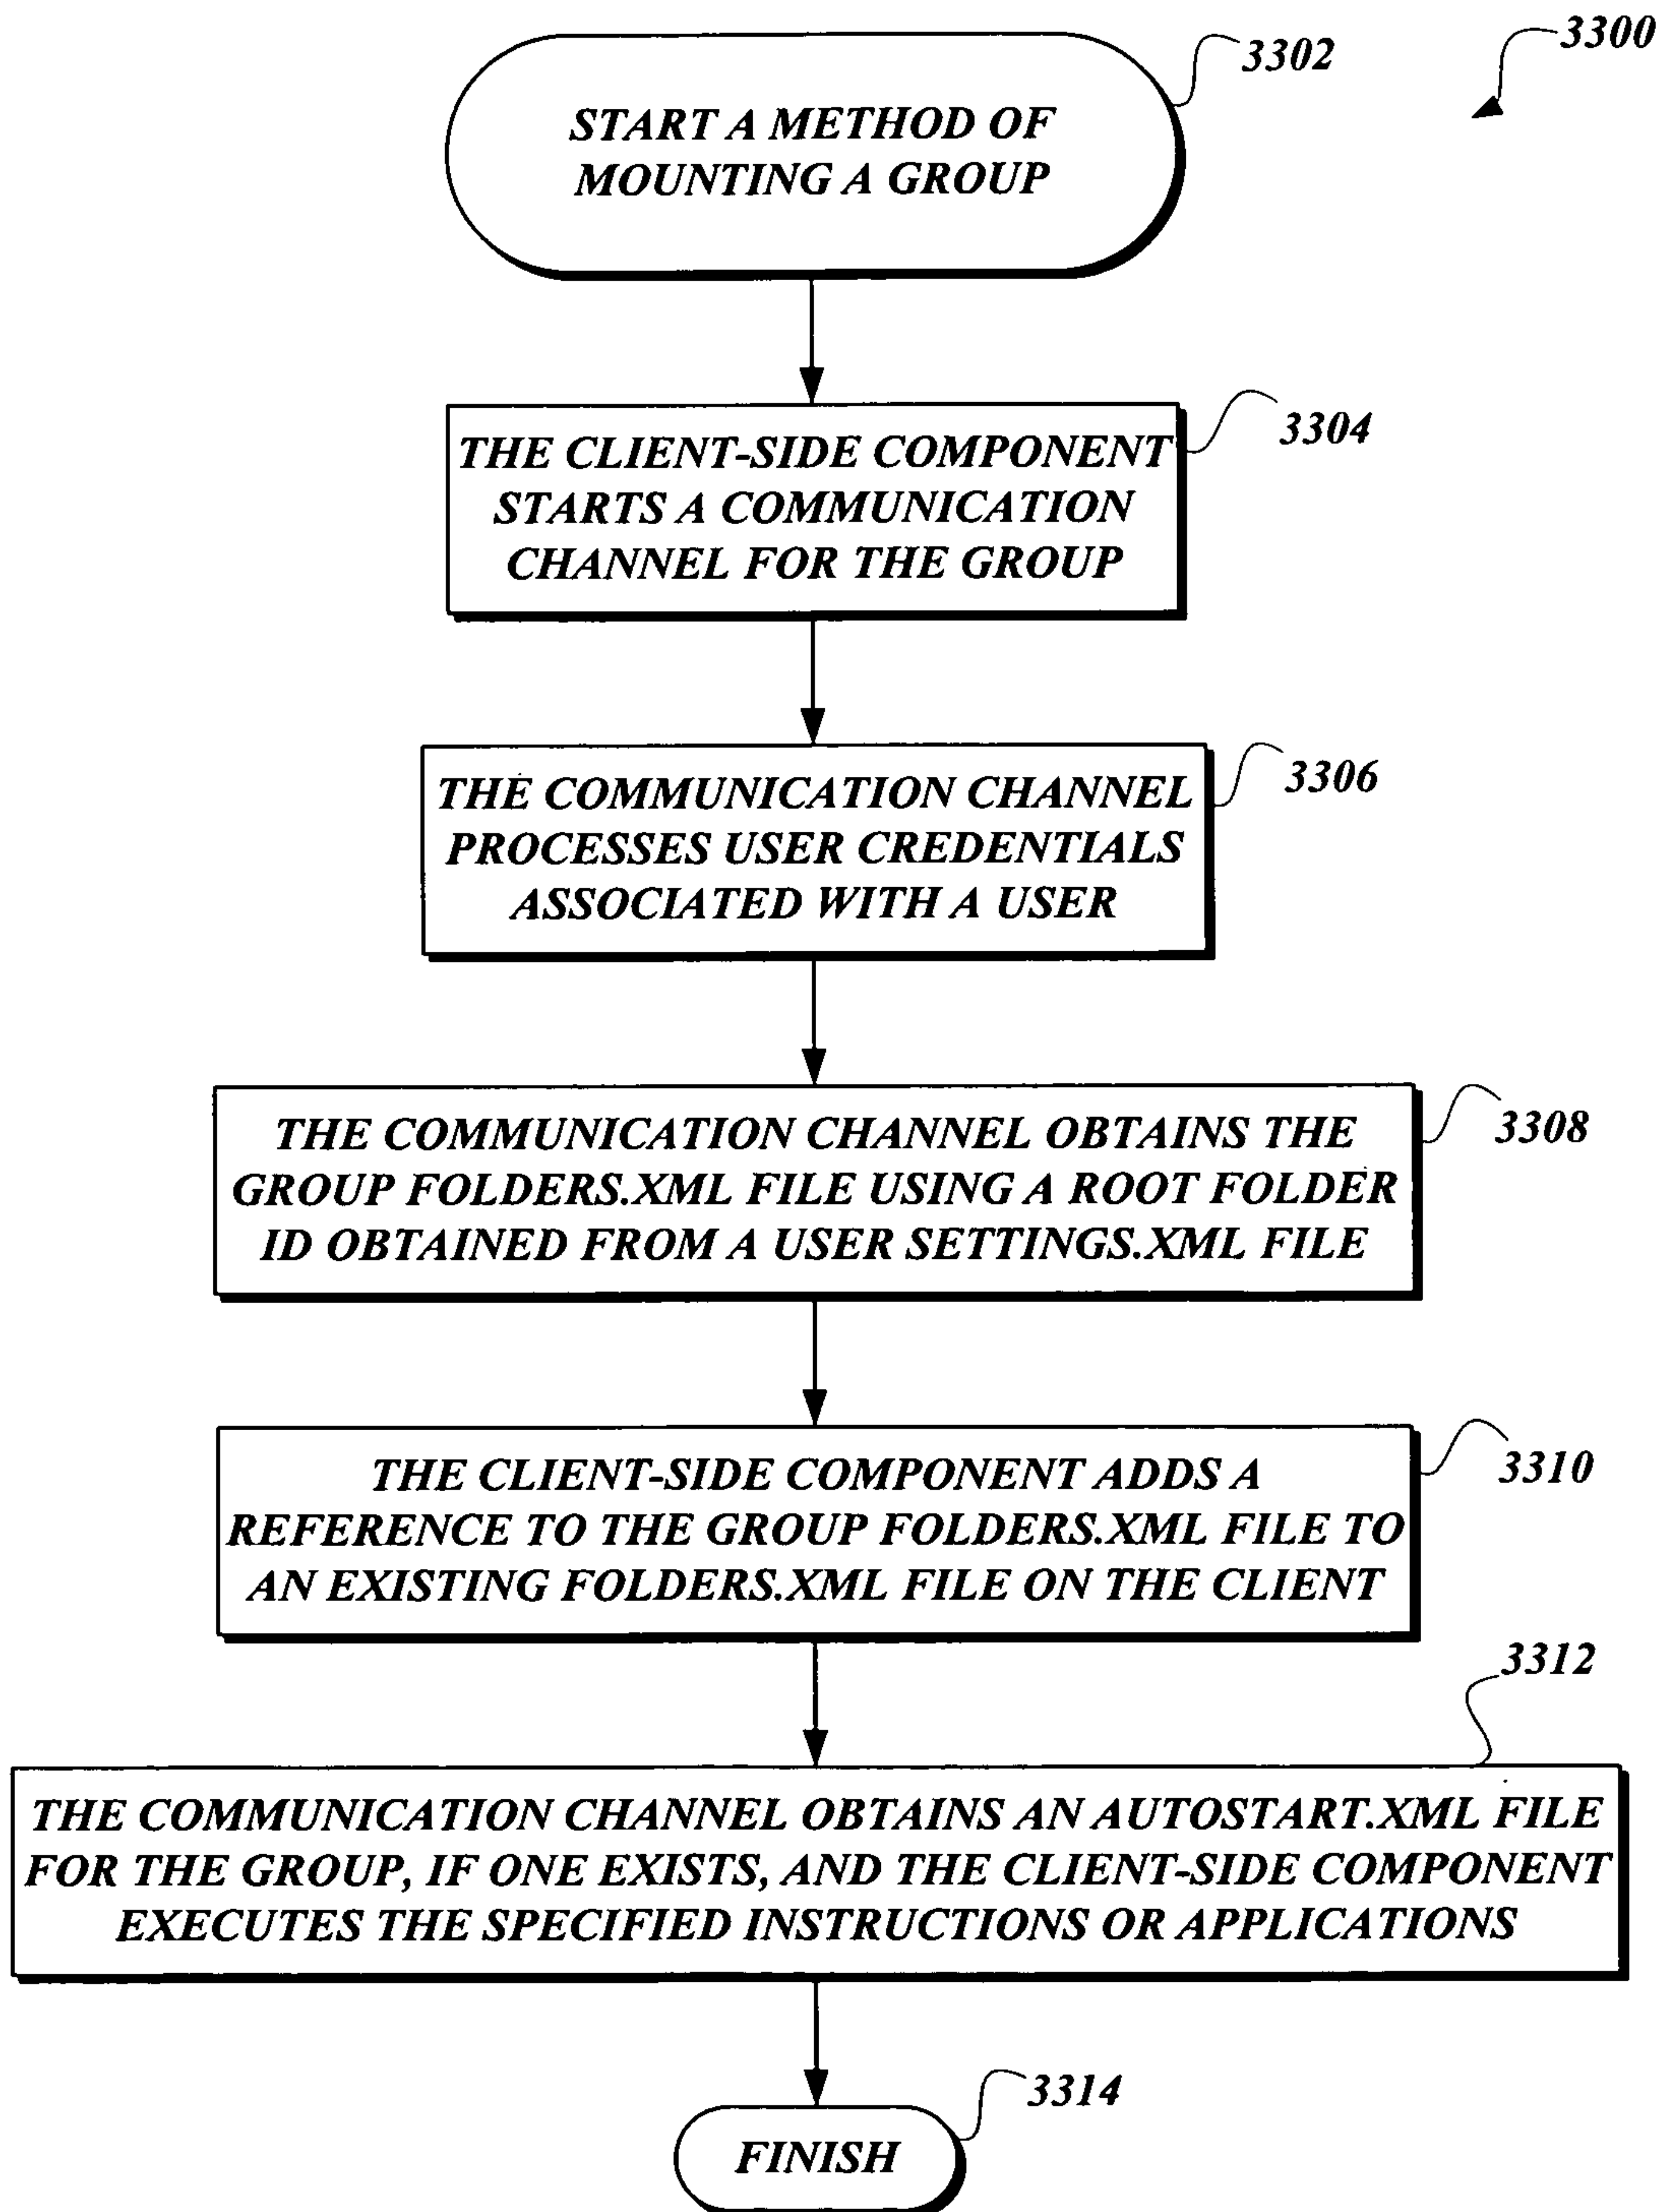 3300
3302
START A METHOD OF
MOUNTING A GROUP
3304
THE CLIENT-SIDE COMPONENT
STARTS A COMMUNICATION
CHANNEL FOR THE GROUP
3306
THE COMMUNICATION CHANNEL
PROCESSES USER CREDENTIALS
ASSOCIATED WITH A USER
3308
THE COMMUNICATION CHANNEL OBTAINS THE
GROUP FOLDERS.XML FILE USING A ROOT FOLDER
ID OBTAINED FROM A USER SETTINGS.XML FILE
3310
THE CLIENT-SIDE COMPONENT ADDS A
REFERENCE TO THE GROUP FOLDERS.XML FILE TO
AN EXISTING FOLDERS.XML FILE ON THE CLIENT
3312
THE COMMUNICATION CHANNEL OBTAINS AN AUTOSTART.XML FILE
FOR THE GROUP, IF ONE EXISTS, AND THE CLIENT-SIDE COMPONENT
EXECUTES THE SPECIFIED INSTRUCTIONS OR APPLICATIONS
3314
FINISH